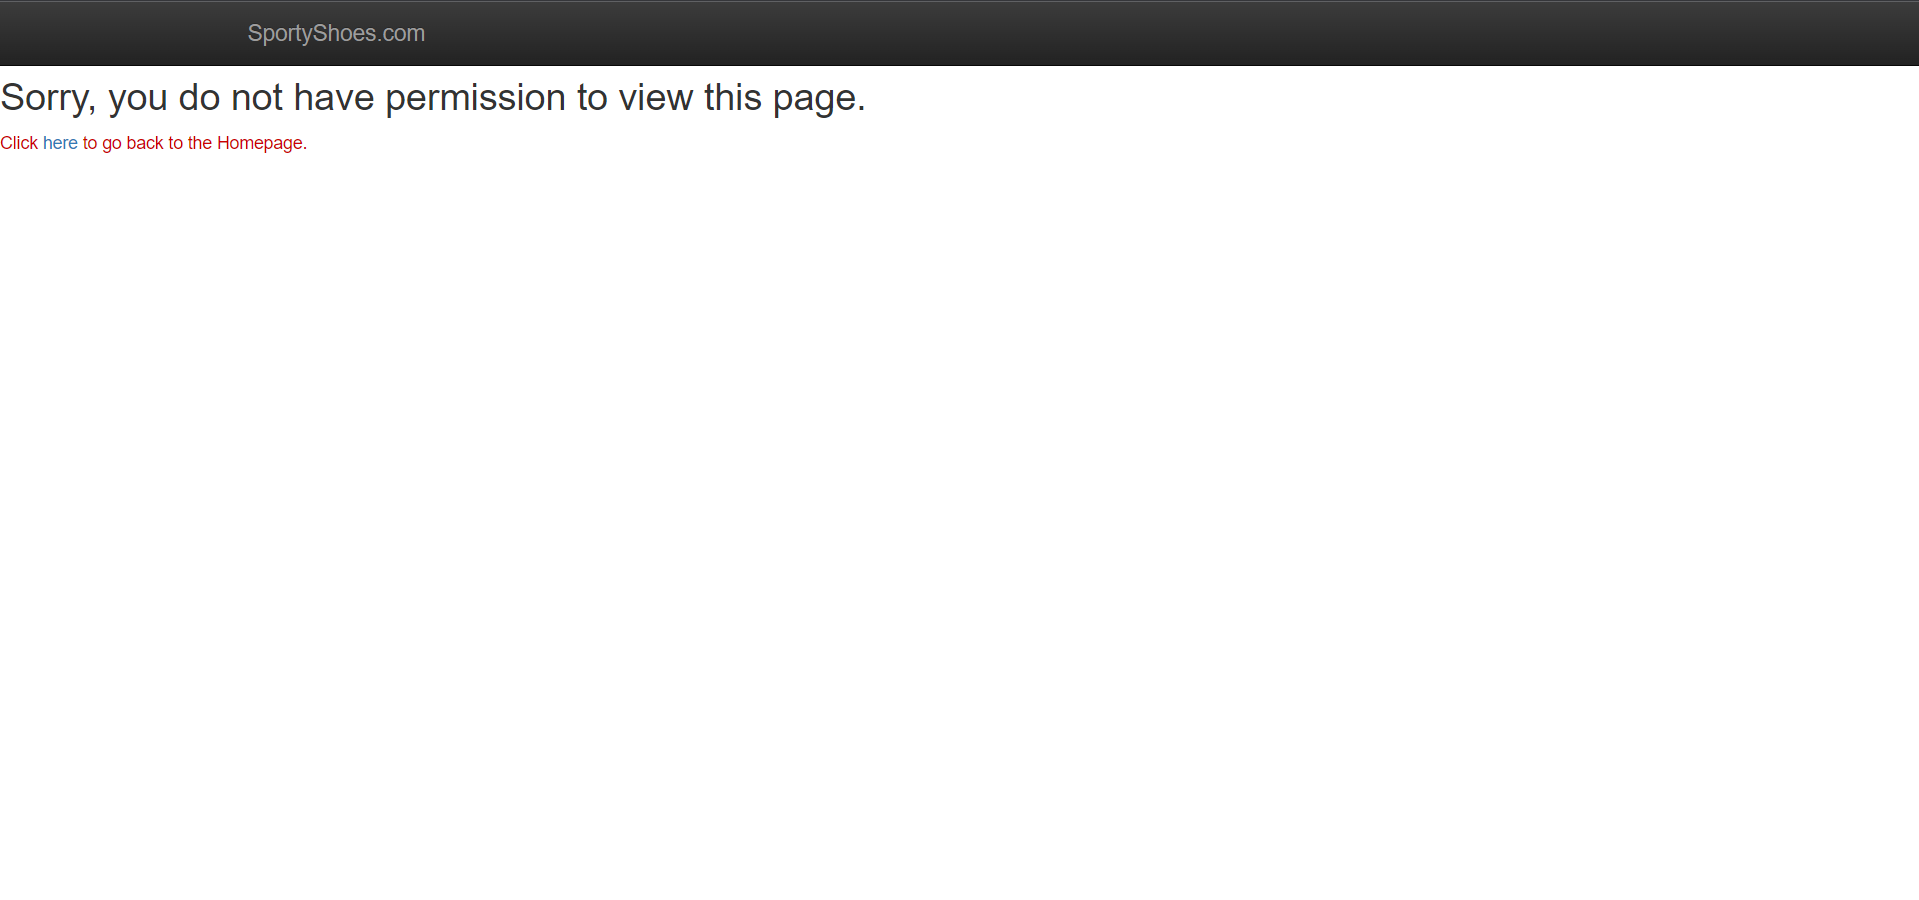 SportyShoes.com
Sorry, you do not have permission to view this page.
Click here to go back to the Homepage.